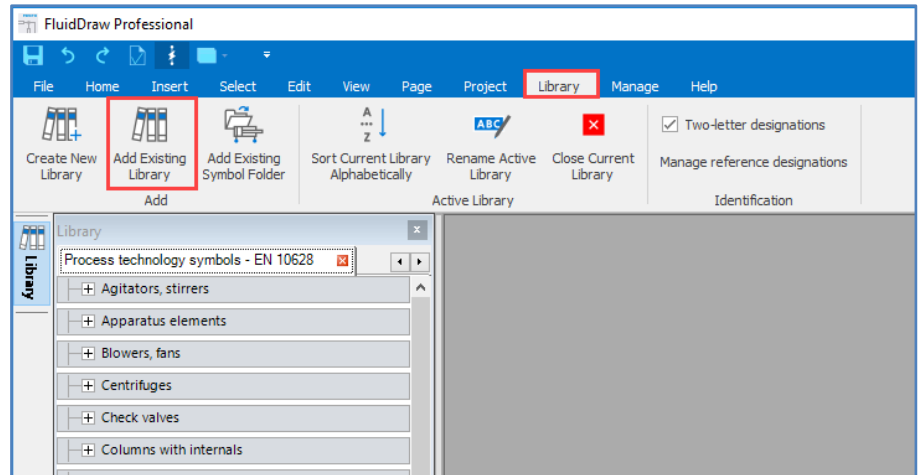 FluidDraw Professional
File Home Insert Select Edit View Page Project Library Manage Help
Create New Library
Add Existing Library
Add Existing Symbol Folder
Add
A
...
Z
Sort Current Library Alphabetically
ABC
Rename Active Library
Close Current Library
Active Library
Two-letter designations
Manage reference designations
Identification
Library
Library
Process technology symbols - EN 10628
Agitators, stirrers
Apparatus elements
Blowers, fans
Centrifuges
Check valves
Columns with internals